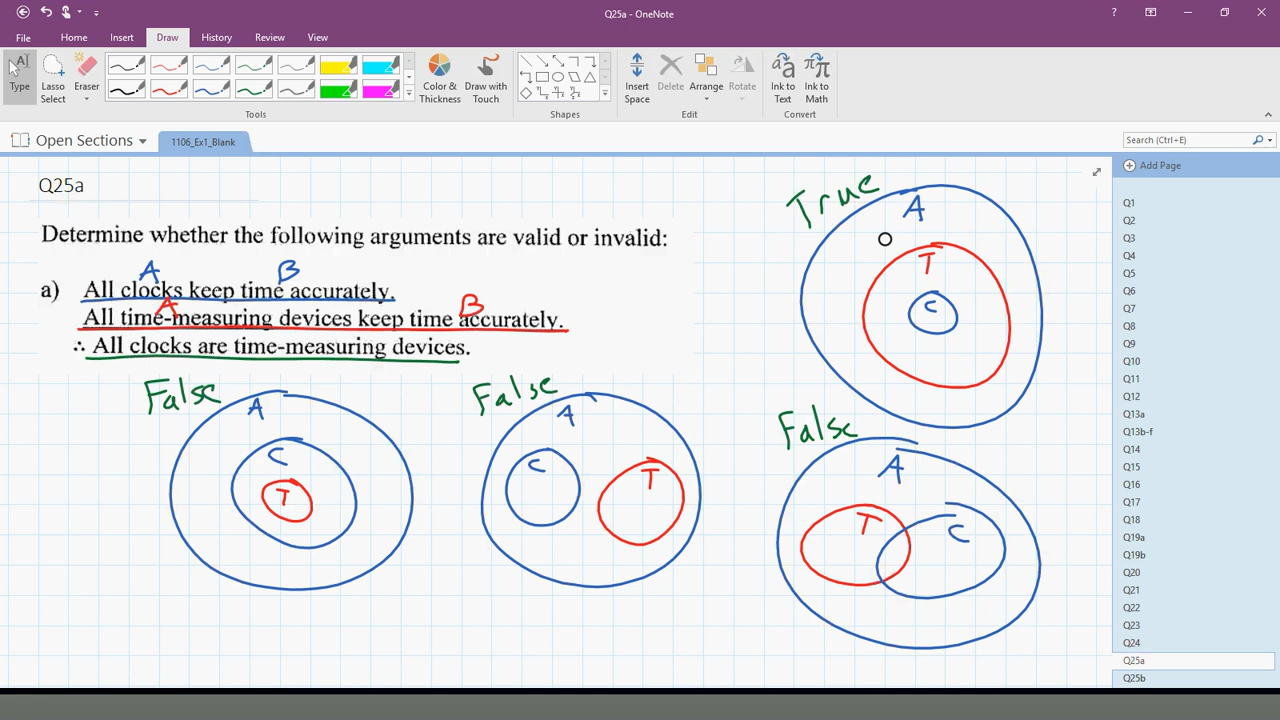 Q25a - OneNote
File Home Insert Draw History Review View
Type
Lasso Select
Eraser
Color & Thickness
Draw with Touch
Insert Space
Delete
Arrange
Rotate
Ink to Text
Ink to Math
Tools Shapes Edit Convert
Open Sections 1106_Ex1_Blank Search (Ctrl+E)
Add Page
Q25a
Determine whether the following arguments are valid or invalid:
A B
a) All clocks keep time accurately.
A B
All time-measuring devices keep time accurately.
∴ All clocks are time-measuring devices.
True
A
T
C
False
A
C
T
False
A
C T
False
A
T C
Q1
Q2
Q3
Q4
Q5
Q6
Q7
Q8
Q9
Q10
Q11
Q12
Q13a
Q13b-f
Q14
Q15
Q16
Q17
Q18
Q19a
Q19b
Q20
Q21
Q22
Q23
Q24
Q25a
Q25b